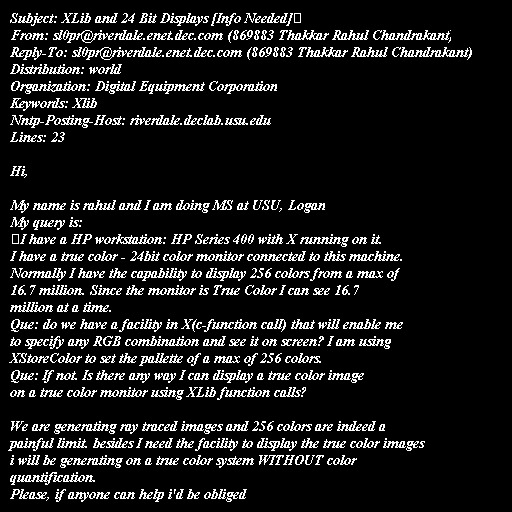 Subject: XLib and 24 Bit Displays [Info Needed]
From: sl0pr@riverdale.enet.dec.com (869883 Thakkar Rahul Chandrakant,
Reply-To: sl0pr@riverdale.enet.dec.com (869883 Thakkar Rahul Chandrakant)
Distribution: world
Organization: Digital Equipment Corporation
Keywords: Xlib
Nntp-Posting-Host: riverdale.declab.usu.edu
Lines: 23

Hi,

My name is rahul and I am doing MS at USU, Logan
My query is:
I have a HP workstation: HP Series 400 with X running on it.
I have a true color - 24bit color monitor connected to this machine.
Normally I have the capability to display 256 colors from a max of
16.7 million. Since the monitor is True Color I can see 16.7
million at a time.
Que: do we have a facility in X(c-function call) that will enable me
to specify any RGB combination and see it on screen? I am using
XStoreColor to set the pallette of a max of 256 colors.
Que: If not. Is there any way I can display a true color image
on a true color monitor using XLib function calls?

We are generating ray traced images and 256 colors are indeed a
painful limit. besides I need the facility to display the true color images
i will be generating on a true color system WITHOUT color
quantification.
Please, if anyone can help i'd be obliged